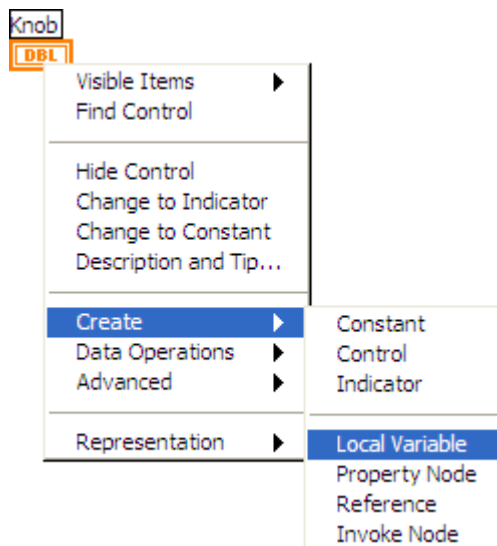 Knob
DBL
Visible Items
Find Control
Hide Control
Change to Indicator
Change to Constant
Description and Tip...
Create
Data Operations
Advanced
Representation
Constant
Control
Indicator
Local Variable
Property Node
Reference
Invoke Node